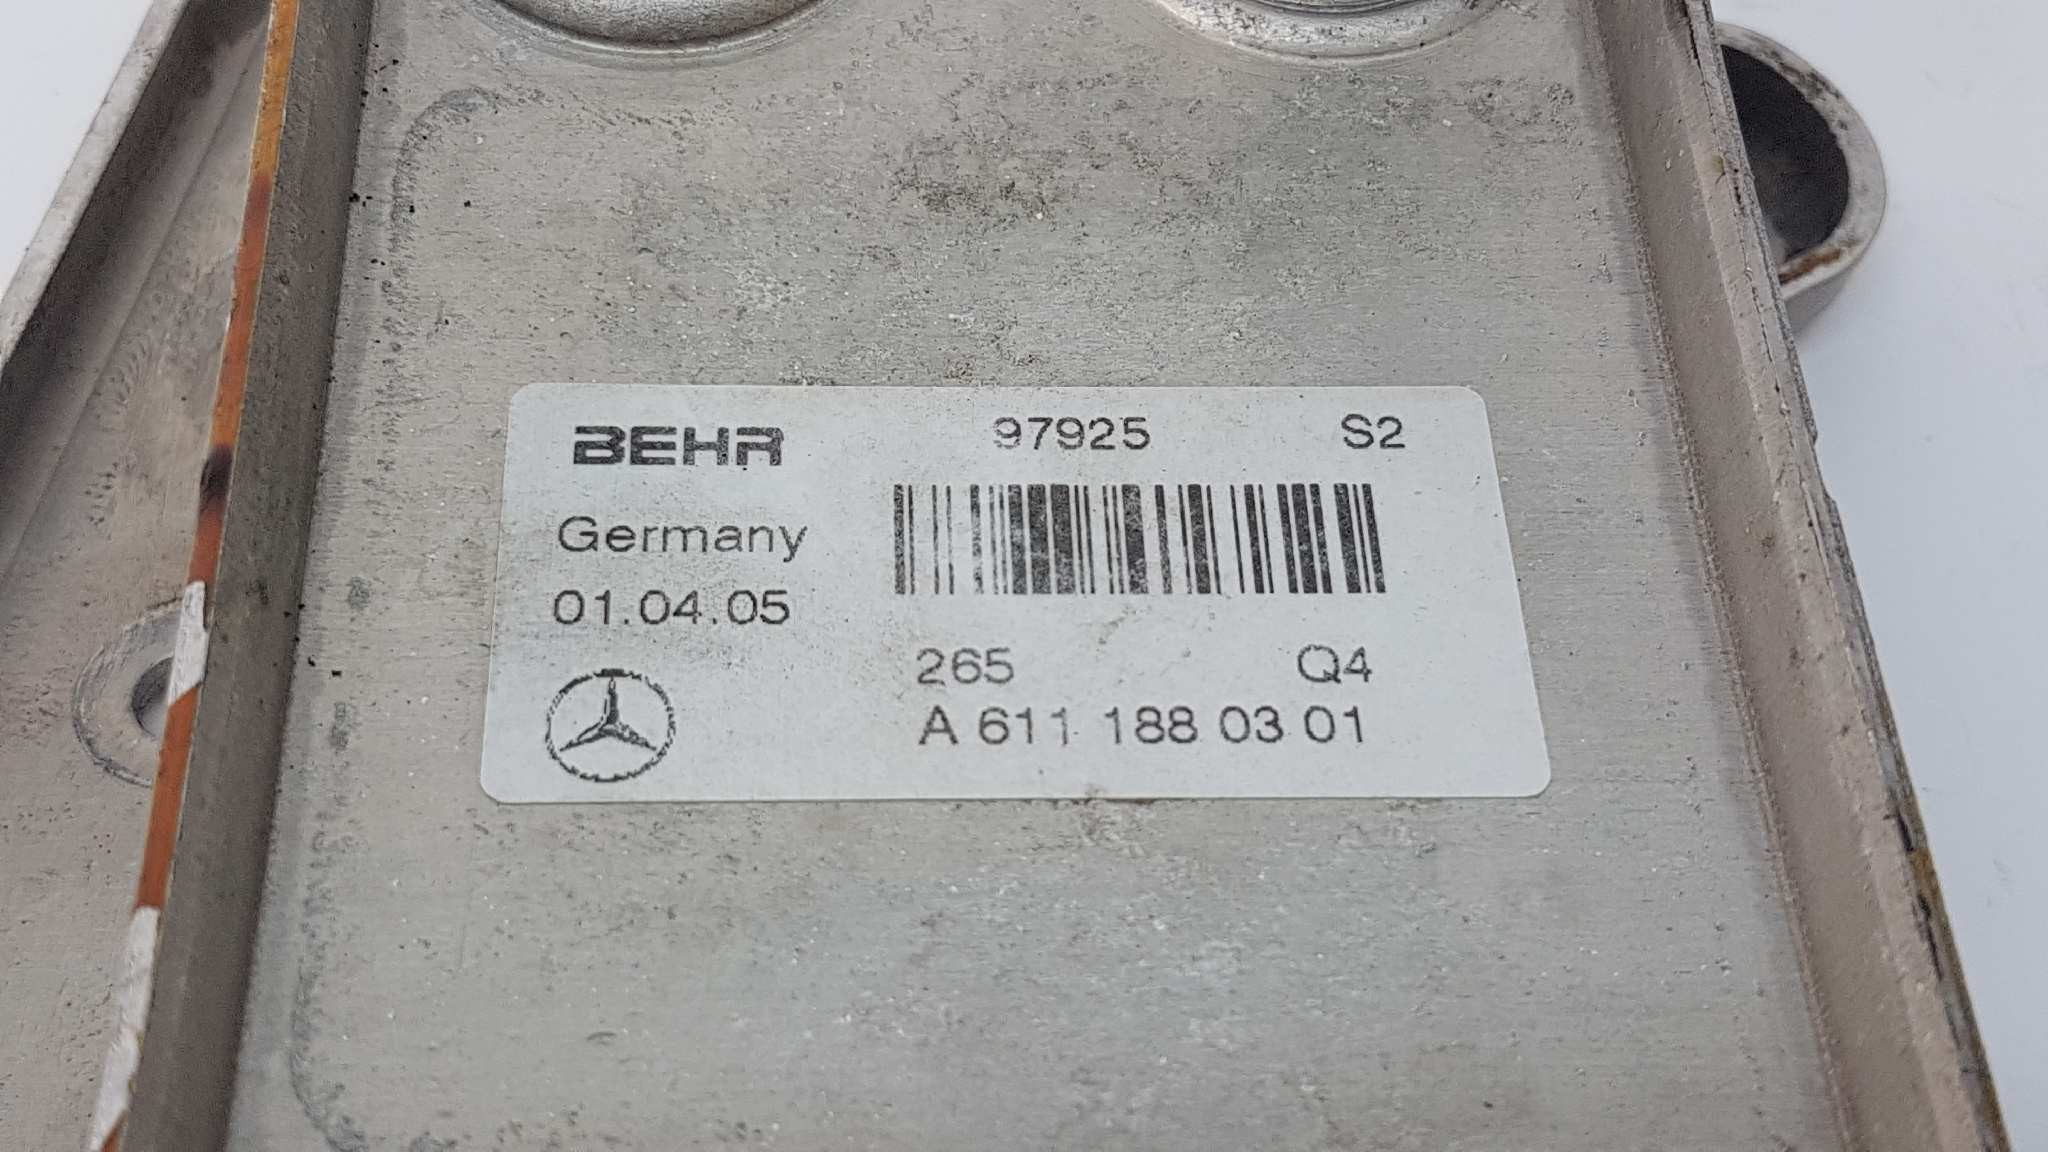 BEHR 97925 S2
Germany
01.04.05
265 Q4
A 611 188 03 01